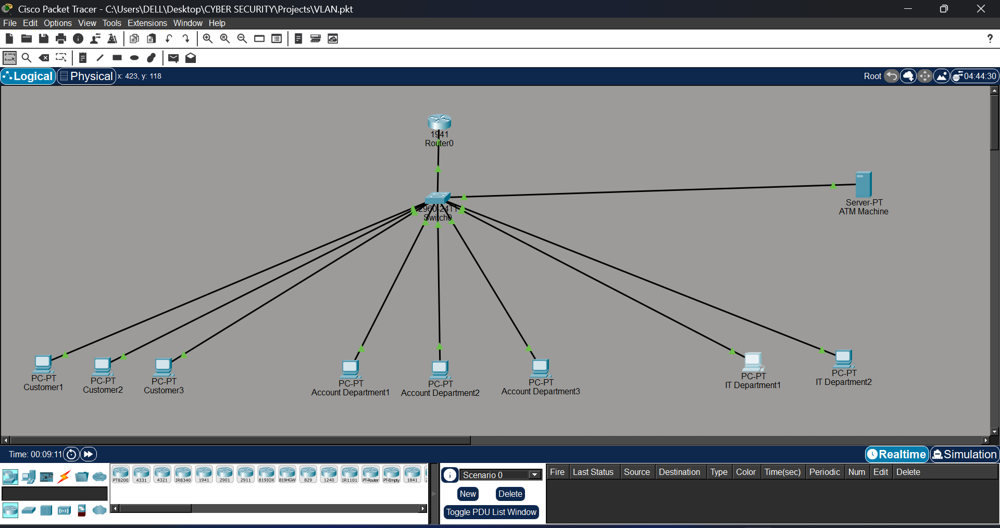 Cisco Packet Tracer - C:\Users\DELL\Desktop\CYBER SECURITY\Projects\VLAN.pkt
File Edit Options View Tools Extensions Window Help
?
Logical Physical x: 423, y: 118 Root 04:44:30
1941
Router0
2960-24TT
Switch0
Server-PT
ATM Machine
PC-PT
Customer1
PC-PT
Customer2
PC-PT
Customer3
PC-PT
Account Department1
PC-PT
Account Department2
PC-PT
Account Department3
PC-PT
IT Department1
PC-PT
IT Department2
Time: 00:09:11 Realtime Simulation
PT8200 4331 4321 IR8340 1941 2901 2911 819IOX 819HGW 829 1240 IR1101 PT-Router PT-Empty 1841
Scenario 0
New Delete
Toggle PDU List Window
Fire Last Status Source Destination Type Color Time(sec) Periodic Num Edit Delete